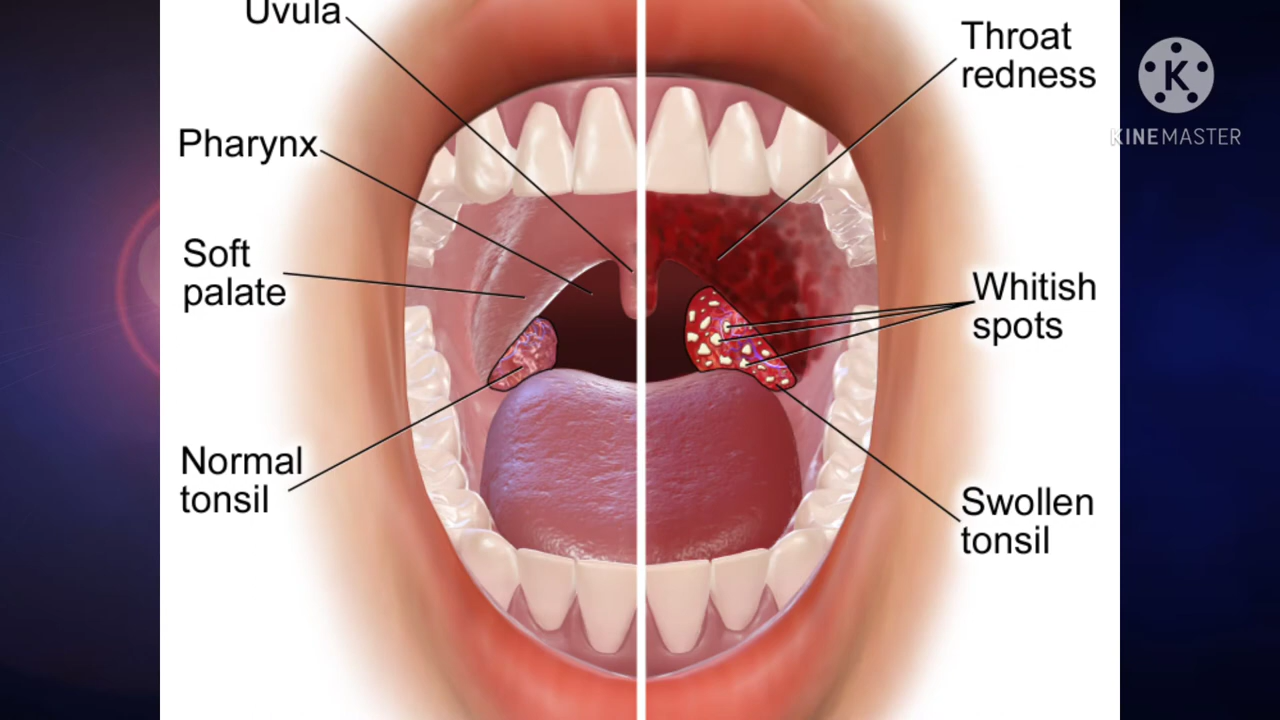 Uvula
Pharynx
Soft
palate
Normal
tonsil
Throat
redness
Whitish
spots
Swollen
tonsil
K
KINEMASTER